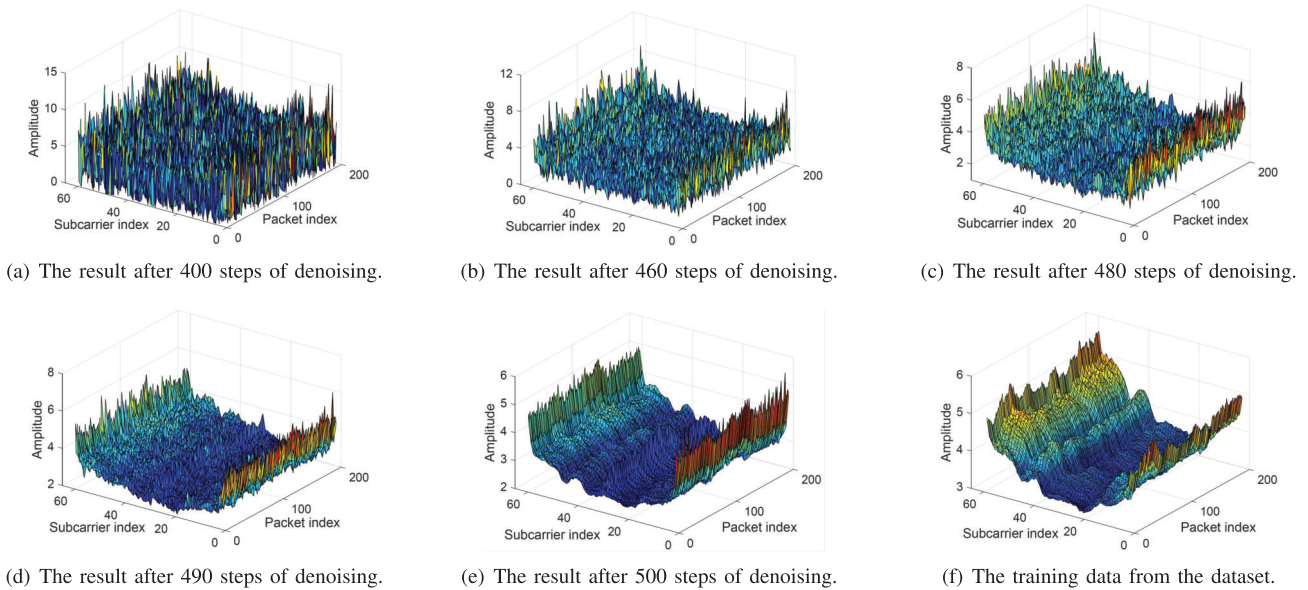 15
10
5
0
Amplitude
60
40
20
0
Subcarrier index
0
100
200
Packet index
(a) The result after 400 steps of denoising.
12
8
4
0
Amplitude
60
40
20
0
Subcarrier index
0
100
200
Packet index
(b) The result after 460 steps of denoising.
8
6
4
2
Amplitude
60
40
20
0
Subcarrier index
0
100
200
Packet index
(c) The result after 480 steps of denoising.
8
6
4
2
Amplitude
60
40
20
0
Subcarrier index
0
100
200
Packet index
(d) The result after 490 steps of denoising.
6
5
4
3
2
Amplitude
60
40
20
0
Subcarrier index
0
100
200
Packet index
(e) The result after 500 steps of denoising.
6
5
4
3
Amplitude
60
40
20
0
Subcarrier index
0
100
200
Packet index
(f) The training data from the dataset.